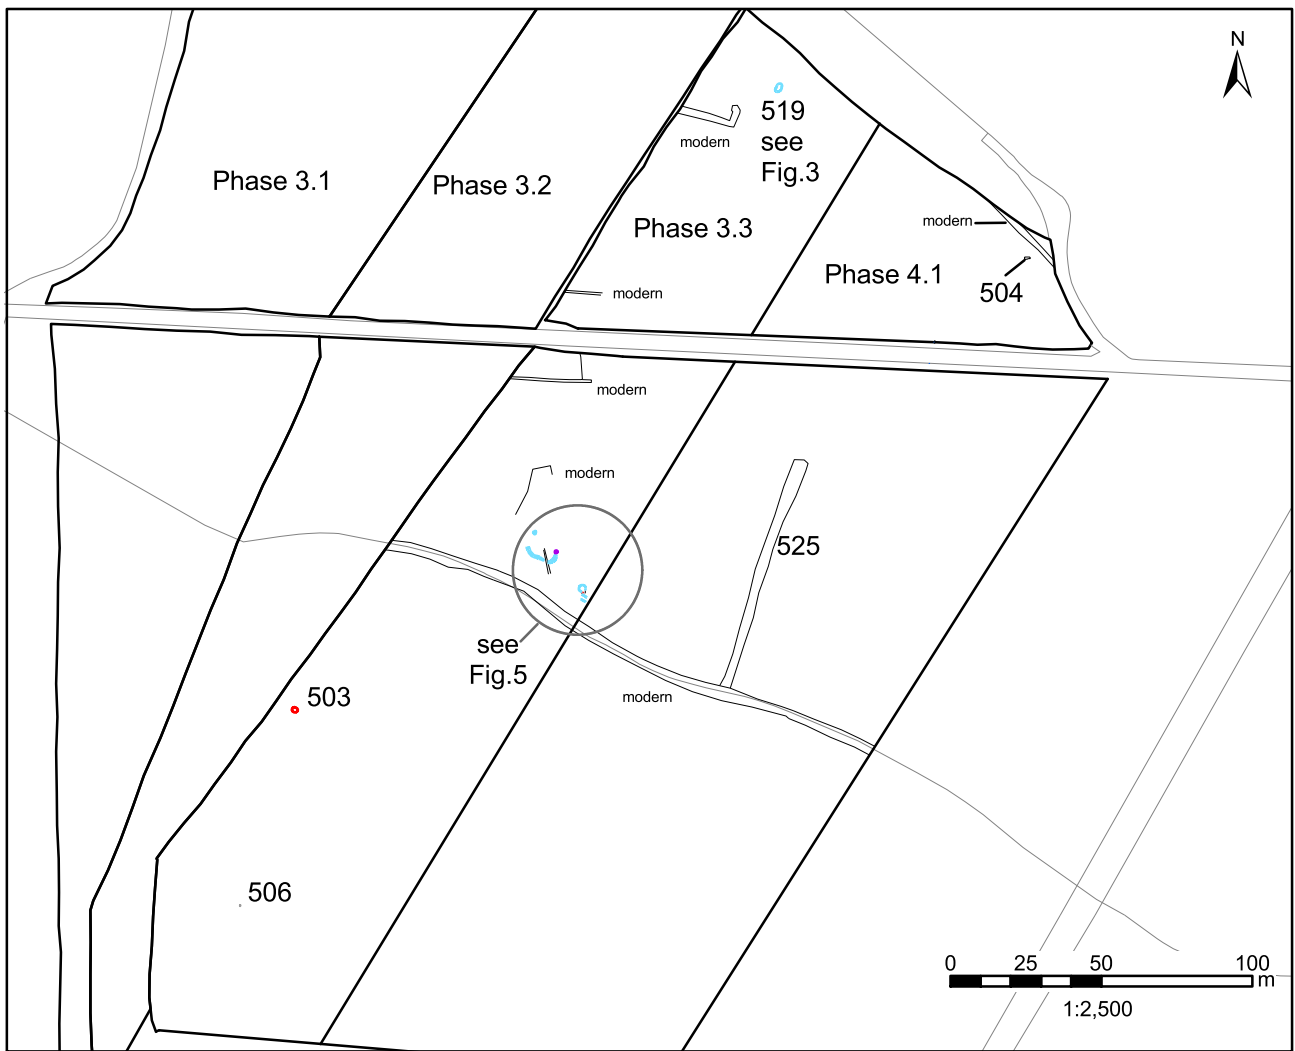 N
519
see
Fig.3
modern
Phase 3.1
Phase 3.2
Phase 3.3
modern
Phase 4.1
504
modern
modern
modern
525
see
Fig.5
modern
503
506
0 25 50 100
m
1:2,500